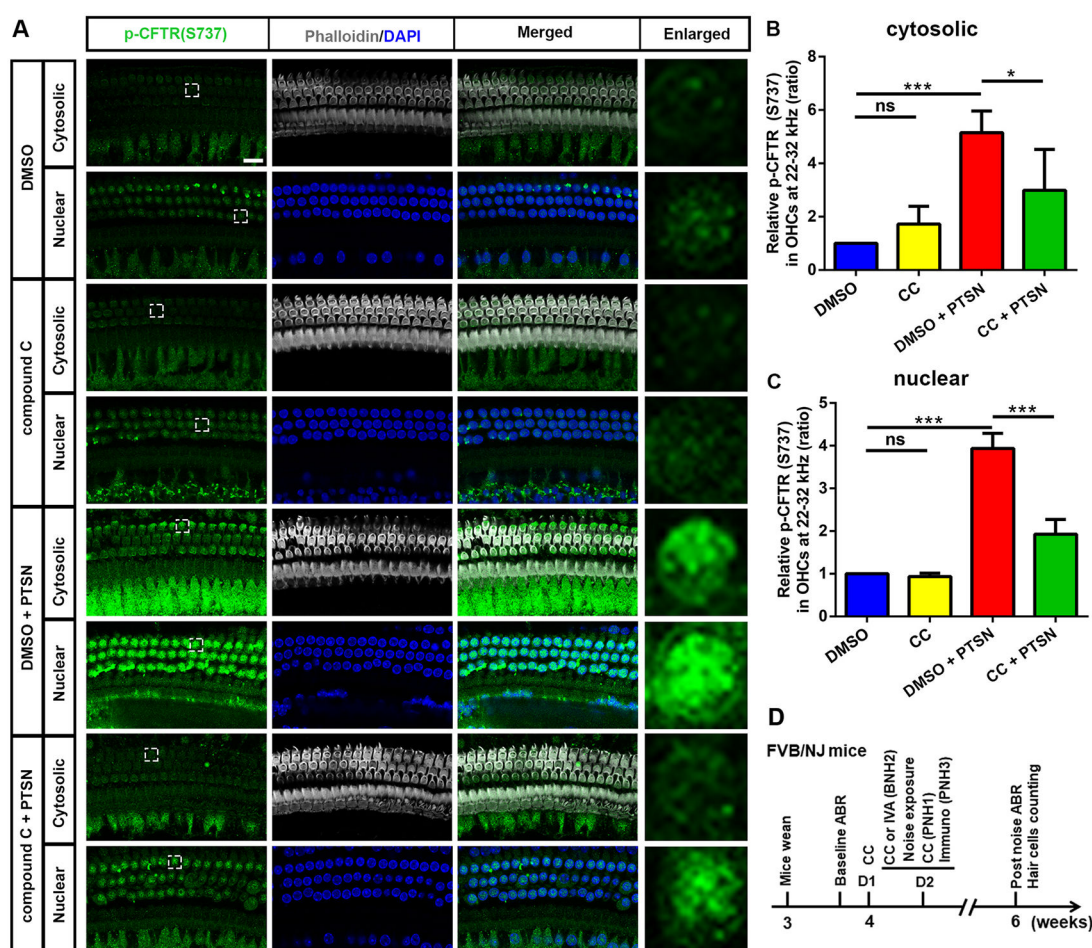 A
p-CFTR(S737)
Phalloidin/DAPI
Merged
Enlarged
DMSO
Cytosolic
Nuclear
compound C
Cytosolic
Nuclear
DMSO + PTSN
Cytosolic
Nuclear
compound C + PTSN
Cytosolic
Nuclear
B
cytosolic
Relative p-CFTR (S737)
in OHCs at 22-32 kHz (ratio)
8
6
4
2
0
ns
***
*
DMSO
CC
DMSO + PTSN
CC + PTSN
C
nuclear
Relative p-CFTR (S737)
in OHCs at 22-32 kHz (ratio)
5
4
3
2
1
0
ns
***
***
DMSO
CC
DMSO + PTSN
CC + PTSN
D
FVB/NJ mice
Mice wean
Baseline ABR
CC
CC or IVA (BNH2)
Noise exposure
CC (PNH1)
Immuno (PNH3)
Post noise ABR
Hair cells counting
D1
D2
3
4
6
(weeks)